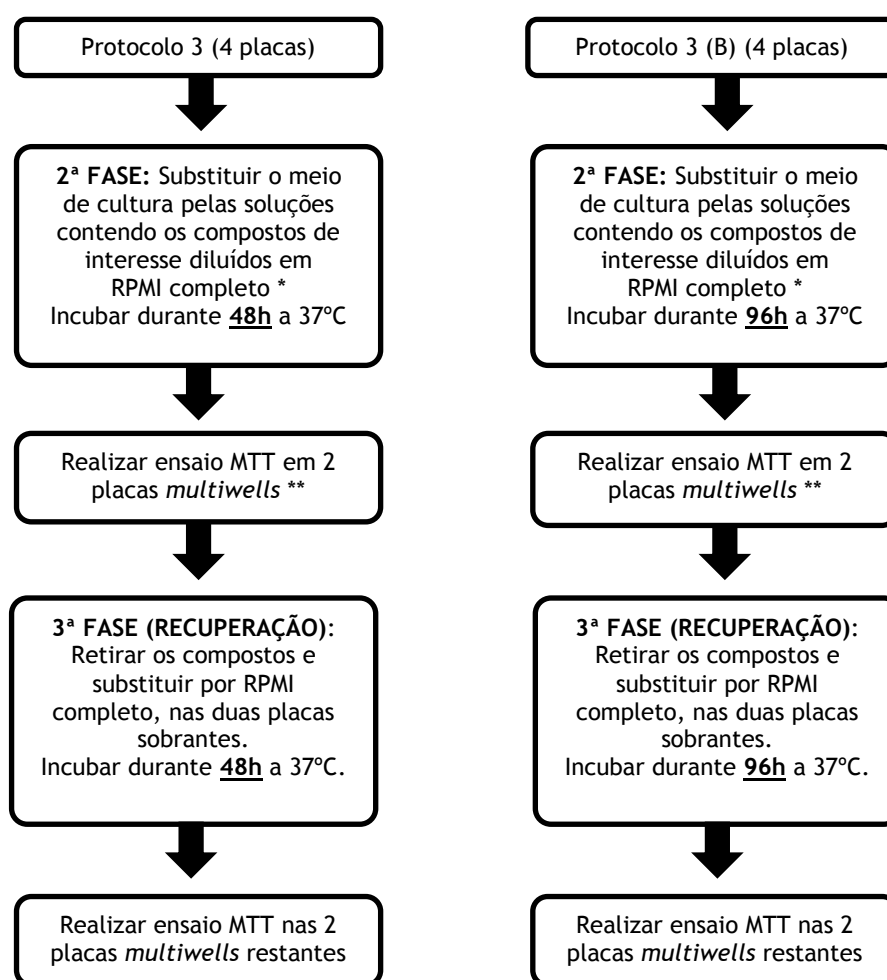 Protocolo 3 (4 placas)
2ª FASE: Substituir o meio
de cultura pelas soluções
contendo os compostos de
interesse diluídos em
RPMI completo *
Incubar durante 48h a 37ºC
Realizar ensaio MTT em 2
placas multiwells **
3ª FASE (RECUPERAÇÃO):
Retirar os compostos e
substituir por RPMI
completo, nas duas placas
sobrantes.
Incubar durante 48h a 37ºC.
Realizar ensaio MTT nas 2
placas multiwells restantes
Protocolo 3 (B) (4 placas)
2ª FASE: Substituir o meio
de cultura pelas soluções
contendo os compostos de
interesse diluídos em
RPMI completo *
Incubar durante 96h a 37ºC
Realizar ensaio MTT em 2
placas multiwells **
3ª FASE (RECUPERAÇÃO):
Retirar os compostos e
substituir por RPMI
completo, nas duas placas
sobrantes.
Incubar durante 96h a 37ºC.
Realizar ensaio MTT nas 2
placas multiwells restantes